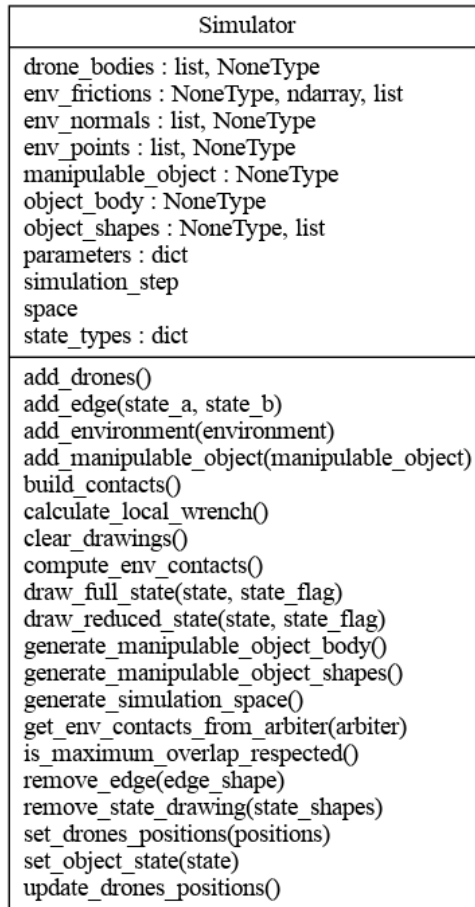 Simulator
drone_bodies : list, NoneType
env_frictions : NoneType, ndarray, list
env_normals : list, NoneType
env_points : list, NoneType
manipulable_object : NoneType
object_body : NoneType
object_shapes : NoneType, list
parameters : dict
simulation_step
space
state_types : dict
add_drones()
add_edge(state_a, state_b)
add_environment(environment)
add_manipulable_object(manipulable_object)
build_contacts()
calculate_local_wrench()
clear_drawings()
compute_env_contacts()
draw_full_state(state, state_flag)
draw_reduced_state(state, state_flag)
generate_manipulable_object_body()
generate_manipulable_object_shapes()
generate_simulation_space()
get_env_contacts_from_arbiter(arbiter)
is_maximum_overlap_respected()
remove_edge(edge_shape)
remove_state_drawing(state_shapes)
set_drones_positions(positions)
set_object_state(state)
update_drones_positions()